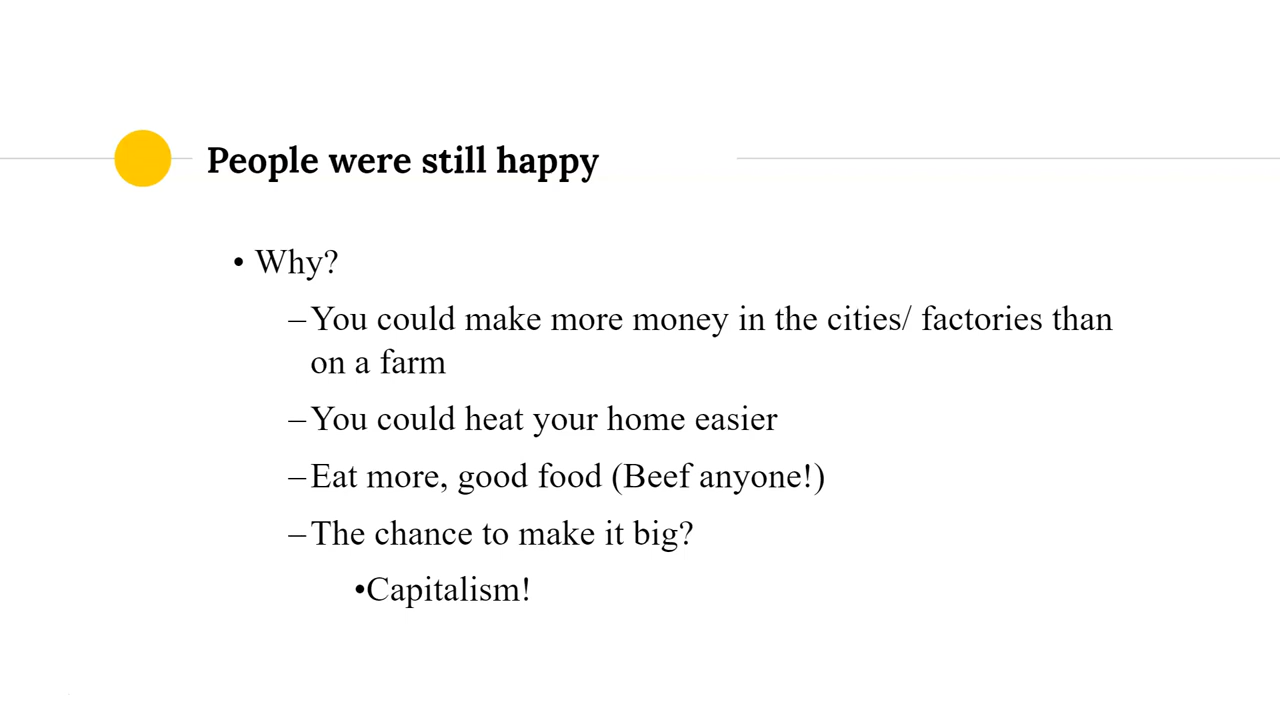 People were still happy
• Why?
–You could make more money in the cities/ factories than
on a farm
–You could heat your home easier
–Eat more, good food (Beef anyone!)
–The chance to make it big?
•Capitalism!